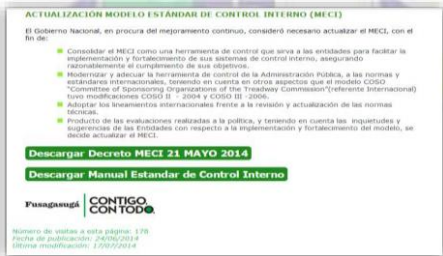 ACTUALIZACIÓN MODELO ESTÁNDAR DE CONTROL INTERNO (MECI)
El Gobierno Nacional, en procura del mejoramiento continuo, consideró necesario actualizar el MECI, con el
fin de:
Consolidar el MECI como una herramienta de control que sirva a las entidades para facilitar la
implementación y fortalecimiento de sus sistemas de control interno, asegurando
razonablemente el cumplimiento de sus objetivos.
Modernizar y adecuar la herramienta de control de la Administración Pública, a las normas y
estándares internacionales, teniendo en cuenta en otros aspectos que el modelo COSO
"Committee of Sponsoring Organizations of the Treadway Commission"(referente Internacional)
tuvo modificaciones COSO II - 2004 y COSO III -2006.
Adoptar los lineamientos internacionales frente a la revisión y actualización de las normas
técnicas.
Producto de las evaluaciones realizadas a la política, y teniendo en cuenta las inquietudes y
sugerencias de las Entidades con respecto a la implementación y fortalecimiento del modelo, se
decide actualizar el MECI.
Descargar Decreto MECI 21 MAYO 2014
Descargar Manual Estandar de Control Interno
Fusagasugá
CONTIGO,
CON TODO.
Número de visitas a esta página: 178
Fecha de publicación: 24/06/2014
Última modificación: 17/07/2014